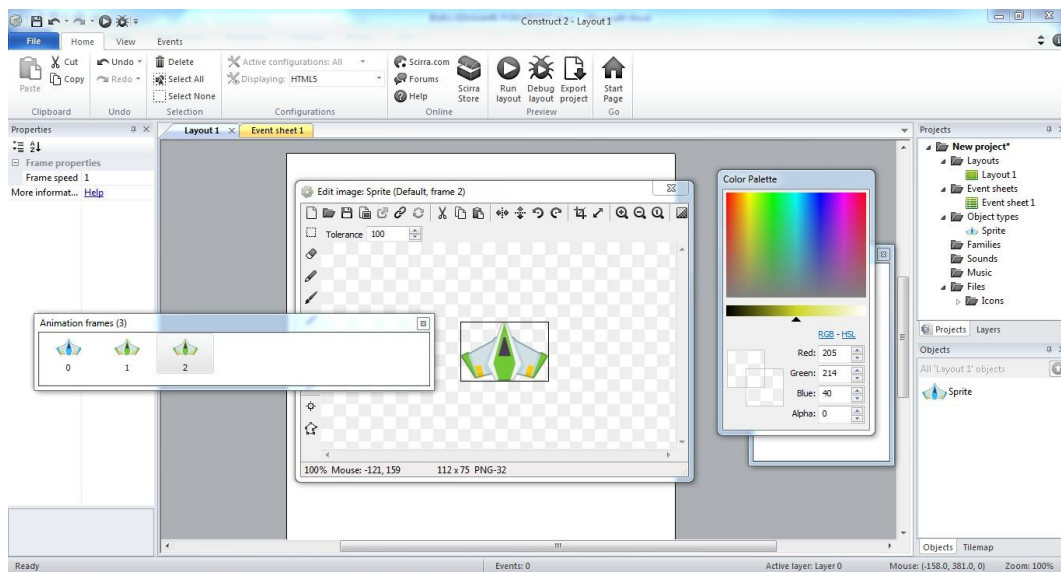 Construct 2 - Layout 1
File Home View Events
Paste
Cut
Copy
Clipboard
Undo
Redo
Undo
Delete
Select All
Select None
Selection
Active configurations: All
Displaying: HTML5
Configurations
Scirra.com
Forums
Help
Online
Scirra Store
Run layout
Debug layout
Export project
Preview
Start Page
Go
Properties
Frame properties
Frame speed 1
More informat... Help
Layout 1
Event sheet 1
Edit image: Sprite (Default, frame 2)
Tolerance 100
100% Mouse: -121, 159 112 x 75 PNG-32
Animation frames (3)
0 1 2
Color Palette
RGB - HSL
Red: 205
Green: 214
Blue: 40
Alpha: 0
Projects
New project*
Layouts
Layout 1
Event sheets
Event sheet 1
Object types
Sprite
Families
Sounds
Music
Files
Icons
Projects Layers
Objects
All 'Layout 1' objects
Sprite
Objects Tilemap
Ready Events: 0 Active layer: Layer 0 Mouse: (-158.0, 381.0, 0) Zoom: 100%